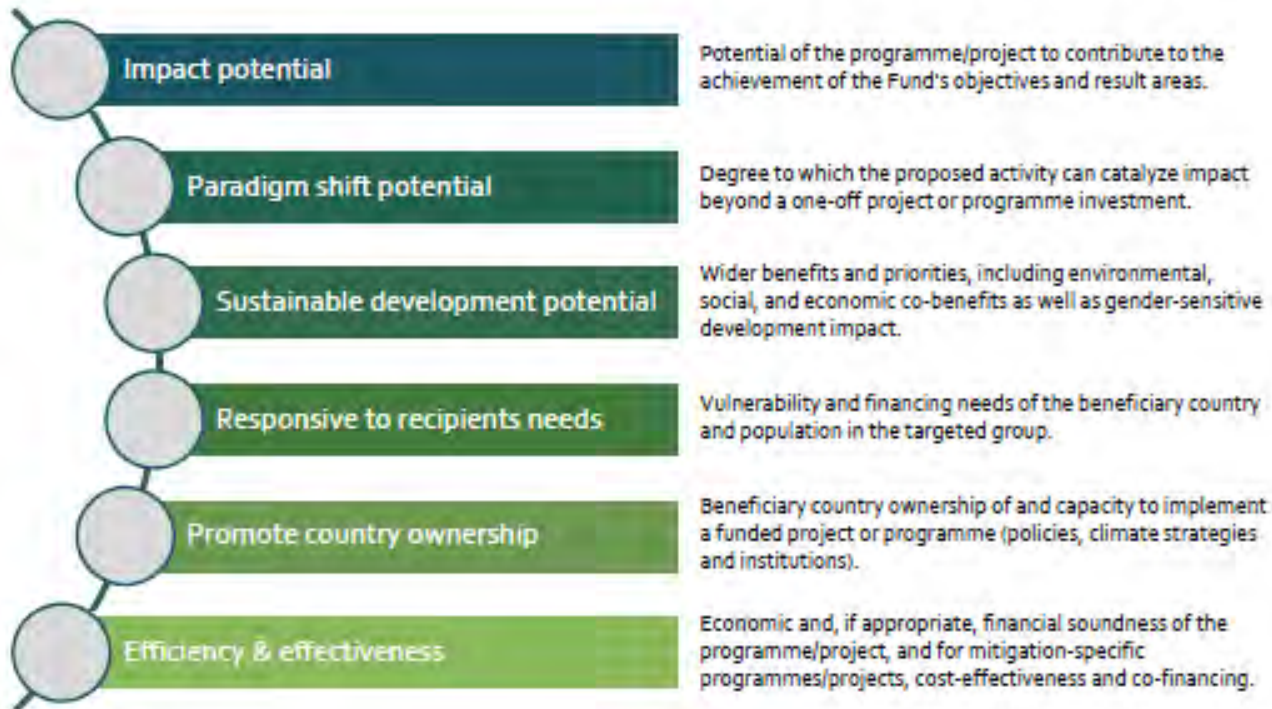 Impact potential
Potential of the programme/project to contribute to the
achievement of the Fund's objectives and result areas.
Paradigm shift potential
Degree to which the proposed activity can catalyze impact
beyond a one-off project or programme investment.
Sustainable development potential
Wider benefits and priorities, including environmental,
social, and economic co-benefits as well as gender-sensitive
development impact.
Responsive to recipients needs
Vulnerability and financing needs of the beneficiary country
and population in the targeted group.
Promote country ownership
Beneficiary country ownership of and capacity to implement
a funded project or programme (policies, climate strategies
and institutions).
Efficiency & effectiveness
Economic and, if appropriate, financial soundness of the
programme/project, and for mitigation-specific
programmes/projects, cost-effectiveness and co-financing.